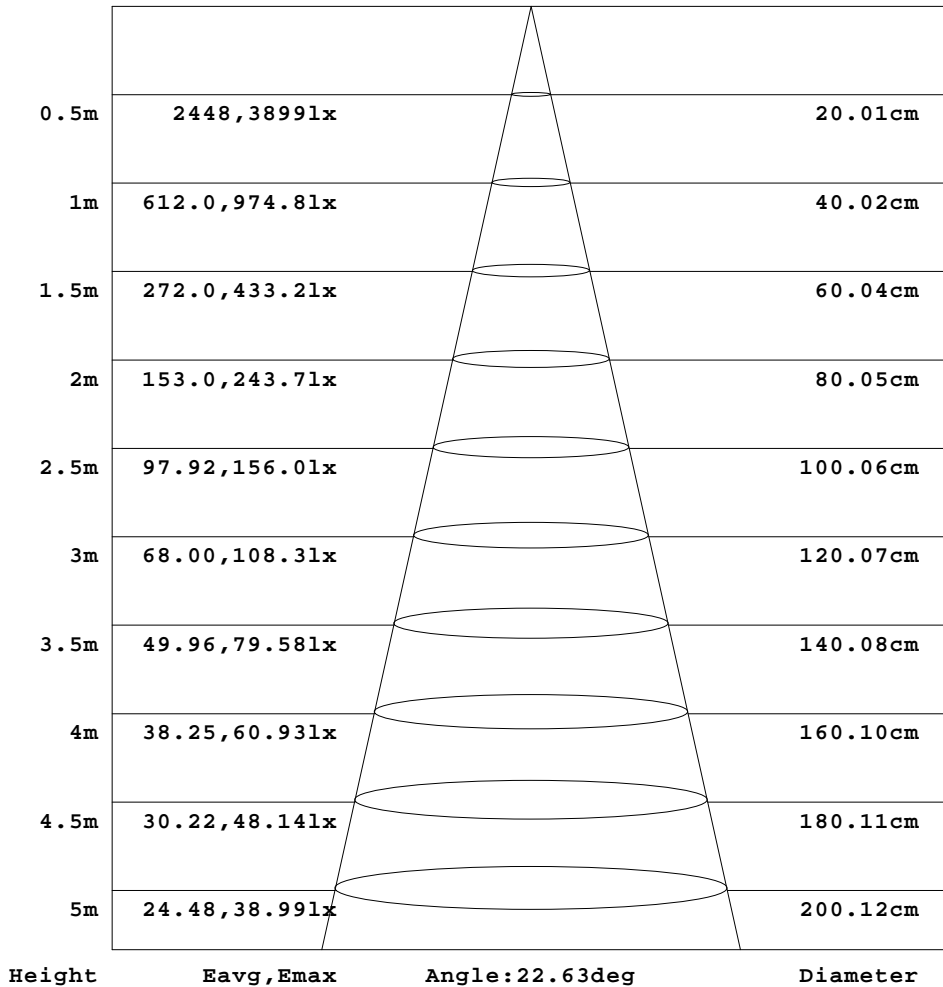 0.5m 2448,3899lx 20.01cm
1m 612.0,974.8lx 40.02cm
1.5m 272.0,433.2lx 60.04cm
2m 153.0,243.7lx 80.05cm
2.5m 97.92,156.0lx 100.06cm
3m 68.00,108.3lx 120.07cm
3.5m 49.96,79.58lx 140.08cm
4m 38.25,60.93lx 160.10cm
4.5m 30.22,48.14lx 180.11cm
5m 24.48,38.99lx 200.12cm
Height Eavg,Emax Angle:22.63deg Diameter